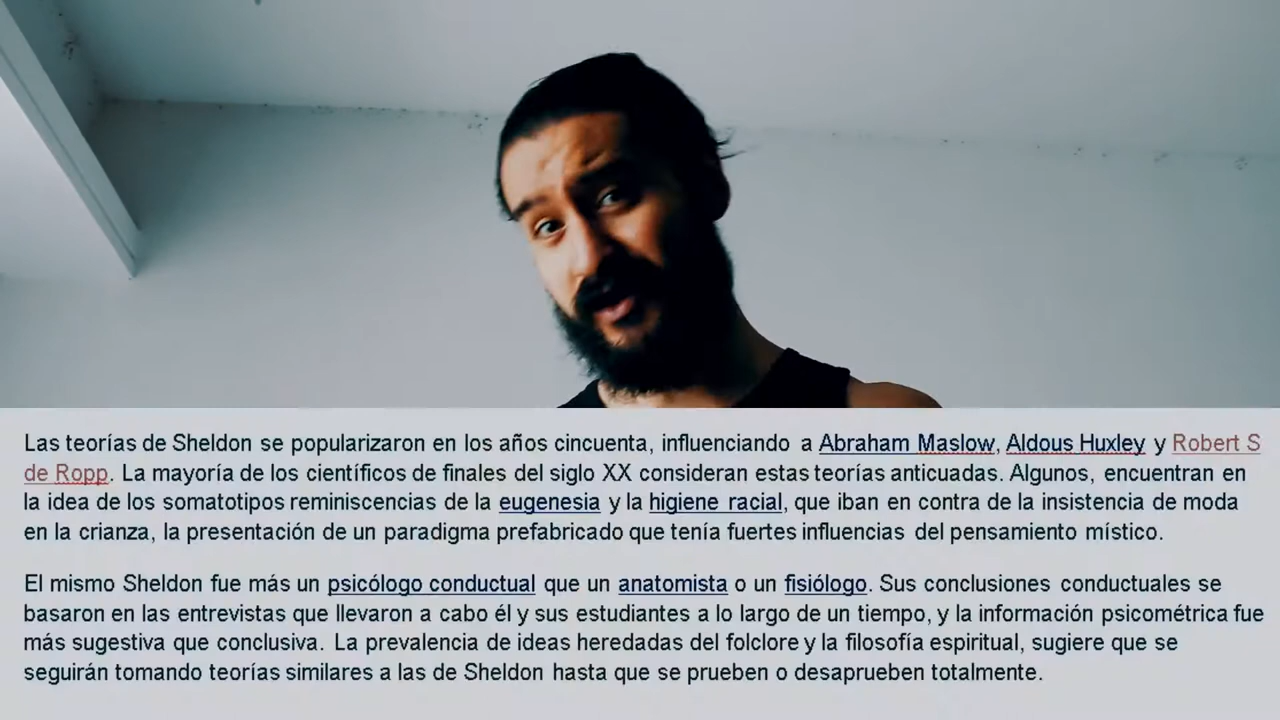 Las teorías de Sheldon se popularizaron en los años cincuenta, influenciando a Abraham Maslow, Aldous Huxley y Robert S
de Ropp. La mayoría de los científicos de finales del siglo XX consideran estas teorías anticuadas. Algunos, encuentran en
la idea de los somatotipos reminiscencias de la eugenesia y la higiene racial, que iban en contra de la insistencia de moda
en la crianza, la presentación de un paradigma prefabricado que tenía fuertes influencias del pensamiento místico.
El mismo Sheldon fue más un psicólogo conductual que un anatomista o un fisiólogo. Sus conclusiones conductuales se
basaron en las entrevistas que llevaron a cabo él y sus estudiantes a lo largo de un tiempo, y la información psicométrica fue
más sugestiva que conclusiva. La prevalencia de ideas heredadas del folclore y la filosofía espiritual, sugiere que se
seguirán tomando teorías similares a las de Sheldon hasta que se prueben o desaprueben totalmente.